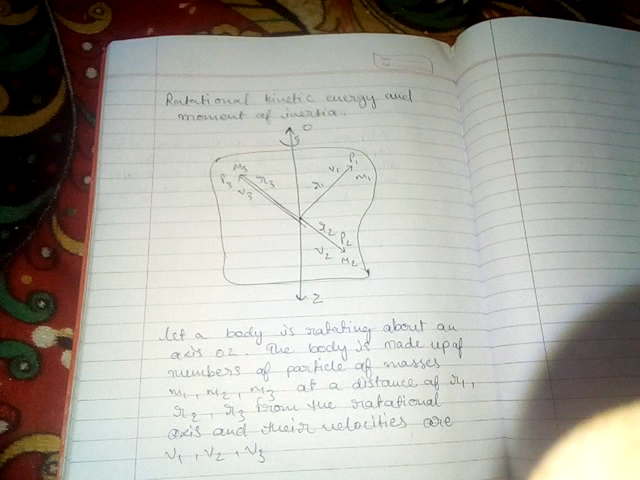 Rotational kinetic energy and
moment of inertia.
O
M3
P3
r3
v3
P1
v1
M1
r1
r2
P2
v2
M2
Z
Let a body is rotating about an
axis OZ. The body is made up of
numbers of particle of masses
m1, m2, m3 at a distance of r1,
r2, r3 from the rotational
axis and their velocities are
v1, v2, v3